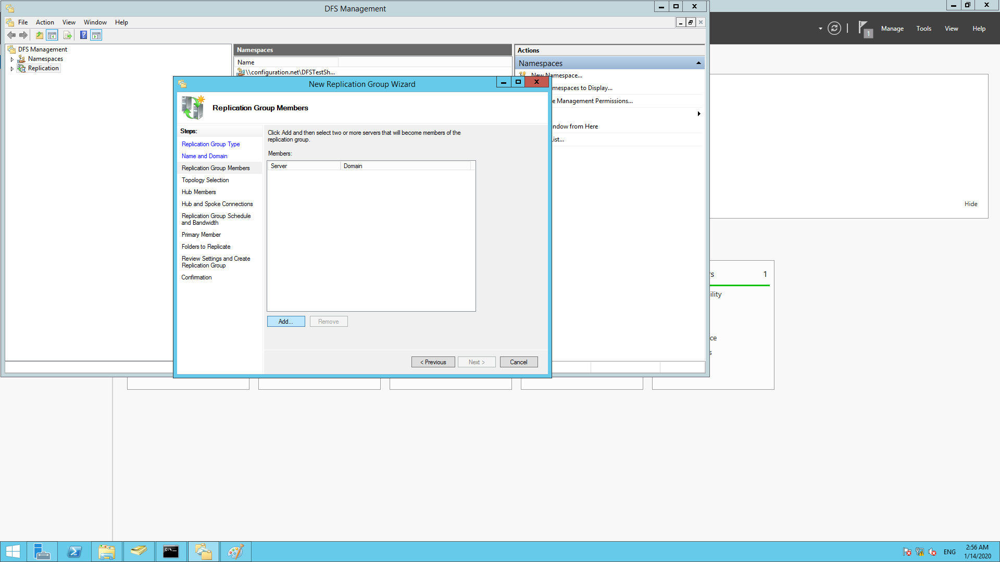 DFS Management
File Action View Window Help
DFS Management
Namespaces
Replication
Namespaces
Name
\\configuration.net\DFSTestSh...
Actions
Namespaces
New Namespace...
mespaces to Display...
e Management Permissions...
ndow from Here
ist...
New Replication Group Wizard
Replication Group Members
Steps:
Replication Group Type
Name and Domain
Replication Group Members
Topology Selection
Hub Members
Hub and Spoke Connections
Replication Group Schedule
and Bandwidth
Primary Member
Folders to Replicate
Review Settings and Create
Replication Group
Confirmation
Click Add and then select two or more servers that will become members of the
replication group.
Members:
Server Domain
Add... Remove
< Previous Next > Cancel
1
Manage Tools View Help
Hide
rs 1
ility
ce
s
C:\
ENG
2:56 AM
1/14/2020